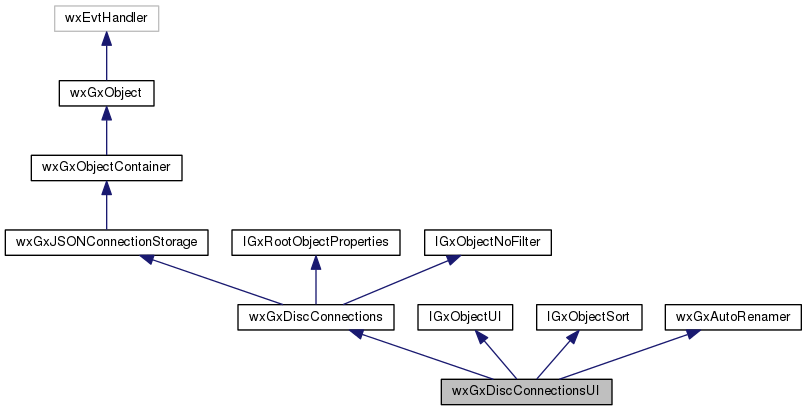 wxEvtHandler
wxGxObject
wxGxObjectContainer
wxGxJSONConnectionStorage
IGxRootObjectProperties
IGxObjectNoFilter
wxGxDiscConnections
IGxObjectUI
IGxObjectSort
wxGxAutoRenamer
wxGxDiscConnectionsUI